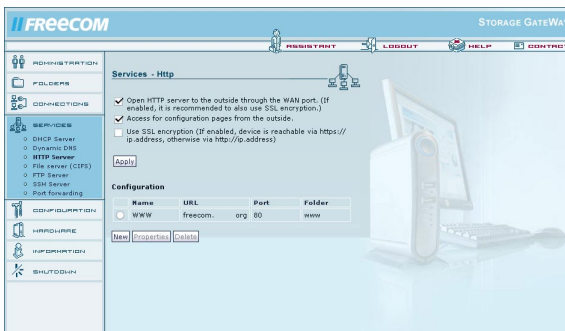 FREECOM
STORAGE GATEWA
ASSISTANT LOGOUT HELP CONTACT
ADMINISTRATION
FOLDERS
CONNECTIONS
SERVICES
DHCP Server
Dynamic DNS
HTTP Server
File server (CIFS)
FTP Server
SSH Server
Port forwarding
CONFIGURATION
HARDWARE
INFORMATION
SHUTDOWN
Services - Http
Open HTTP server to the outside through the WAN port. (If
enabled, it is recommended to also use SSL encryption.)
Access for configuration pages from the outside.
Use SSL encryption (If enabled, device is reachable via https://
ip.address, otherwise via http://ip.address)
Apply
Configuration
Name URL Port Folder
WWW freecom. org 80 www
New Properties Delete